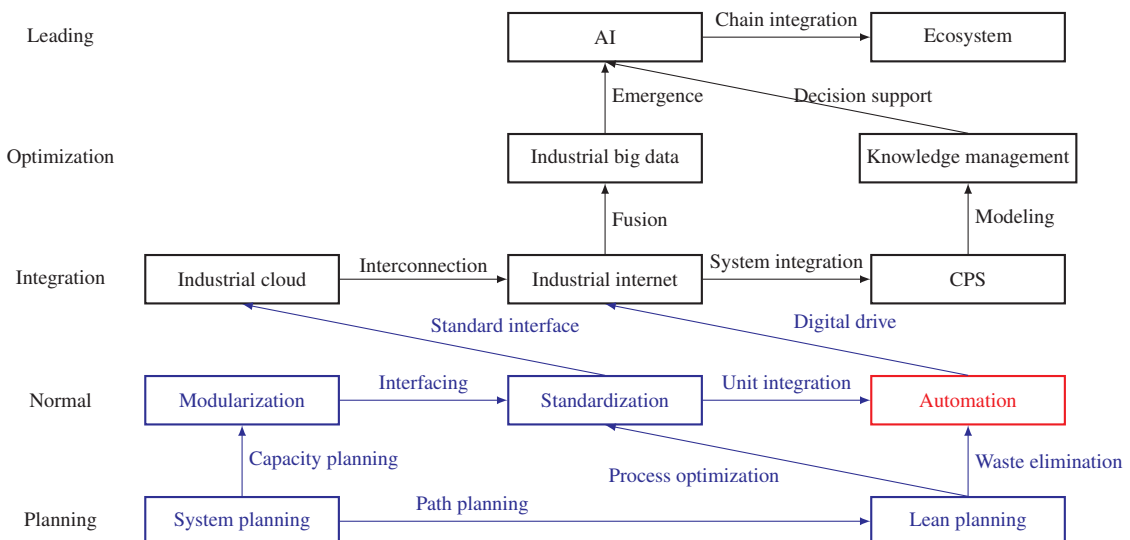 Leading
AI
Chain integration
Ecosystem
Emergence
Decision support
Optimization
Industrial big data
Knowledge management
Fusion
Modeling
Integration
Industrial cloud
Interconnection
Industrial internet
System integration
CPS
Standard interface
Digital drive
Normal
Modularization
Interfacing
Standardization
Unit integration
Automation
Capacity planning
Process optimization
Waste elimination
Planning
System planning
Path planning
Lean planning